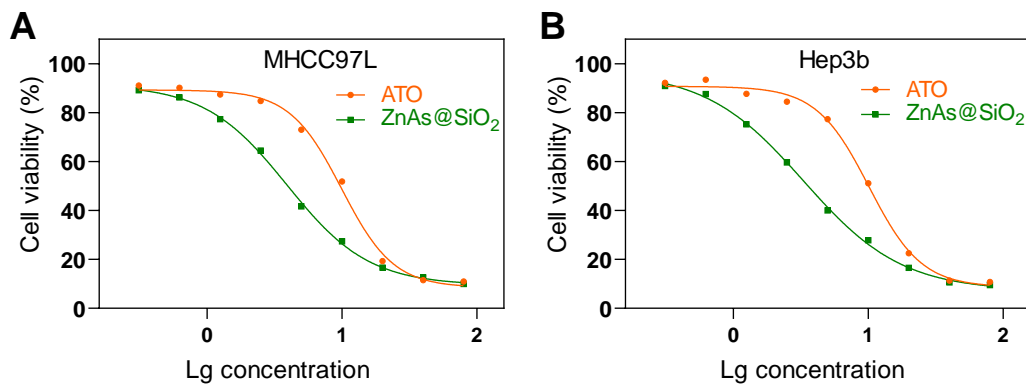 A
MHCC97L
100
80
60
40
20
0
Cell viability (%)
ATO
ZnAs@SiO₂
0
1
2
Lg concentration
B
Hep3b
100
80
60
40
20
0
Cell viability (%)
ATO
ZnAs@SiO₂
0
1
2
Lg concentration